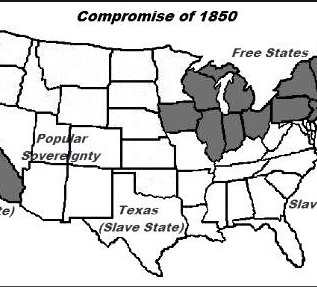 Compromise of 1850
Free States
Popular
Sovereignty
Texas
(Slave State)